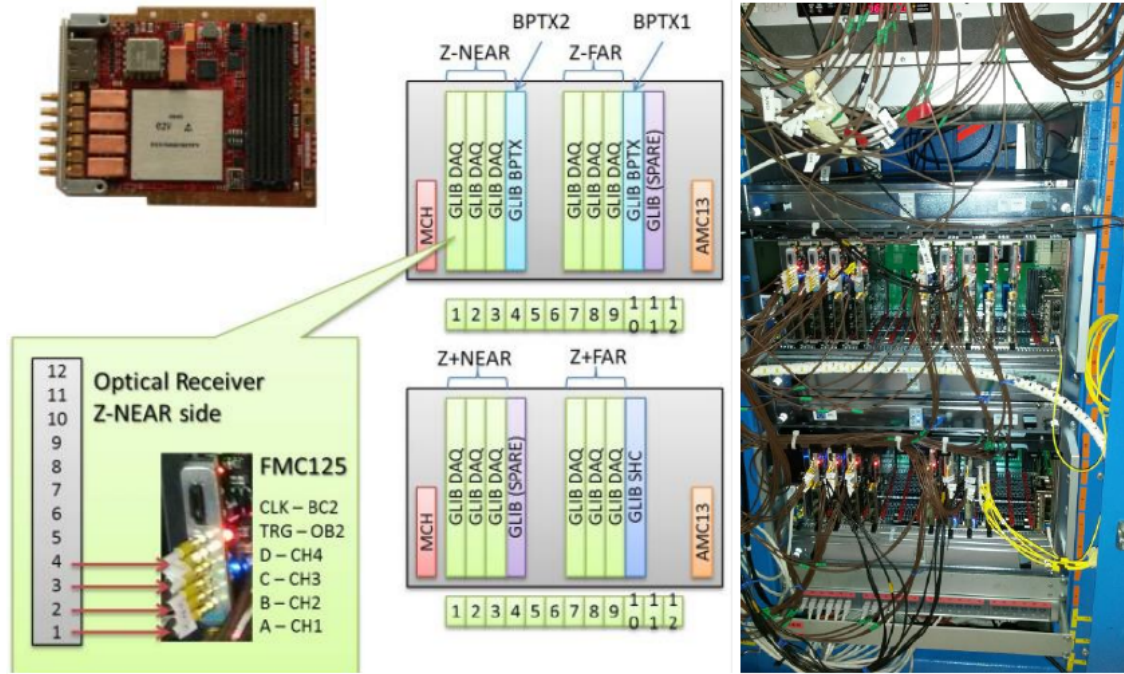 BPTX2
BPTX1
Z-NEAR
Z-FAR
MCH
GLIB DAQ
GLIB DAQ
GLIB DAQ
GLIB BPTX
GLIB DAQ
GLIB DAQ
GLIB DAQ
GLIB BPTX
GLIB (SPARE)
AMC13
1 2 3 4 5 6 7 8 9 10 11 12
Z+NEAR
Z+FAR
MCH
GLIB DAQ
GLIB DAQ
GLIB DAQ
GLIB (SPARE)
GLIB DAQ
GLIB DAQ
GLIB DAQ
GLIB SHC
AMC13
1 2 3 4 5 6 7 8 9 10 11 12
12
11
10
9
8
7
6
5
4
3
2
1
Optical Receiver
Z-NEAR side
FMC125
CLK – BC2
TRG – OB2
D – CH4
C – CH3
B – CH2
A – CH1